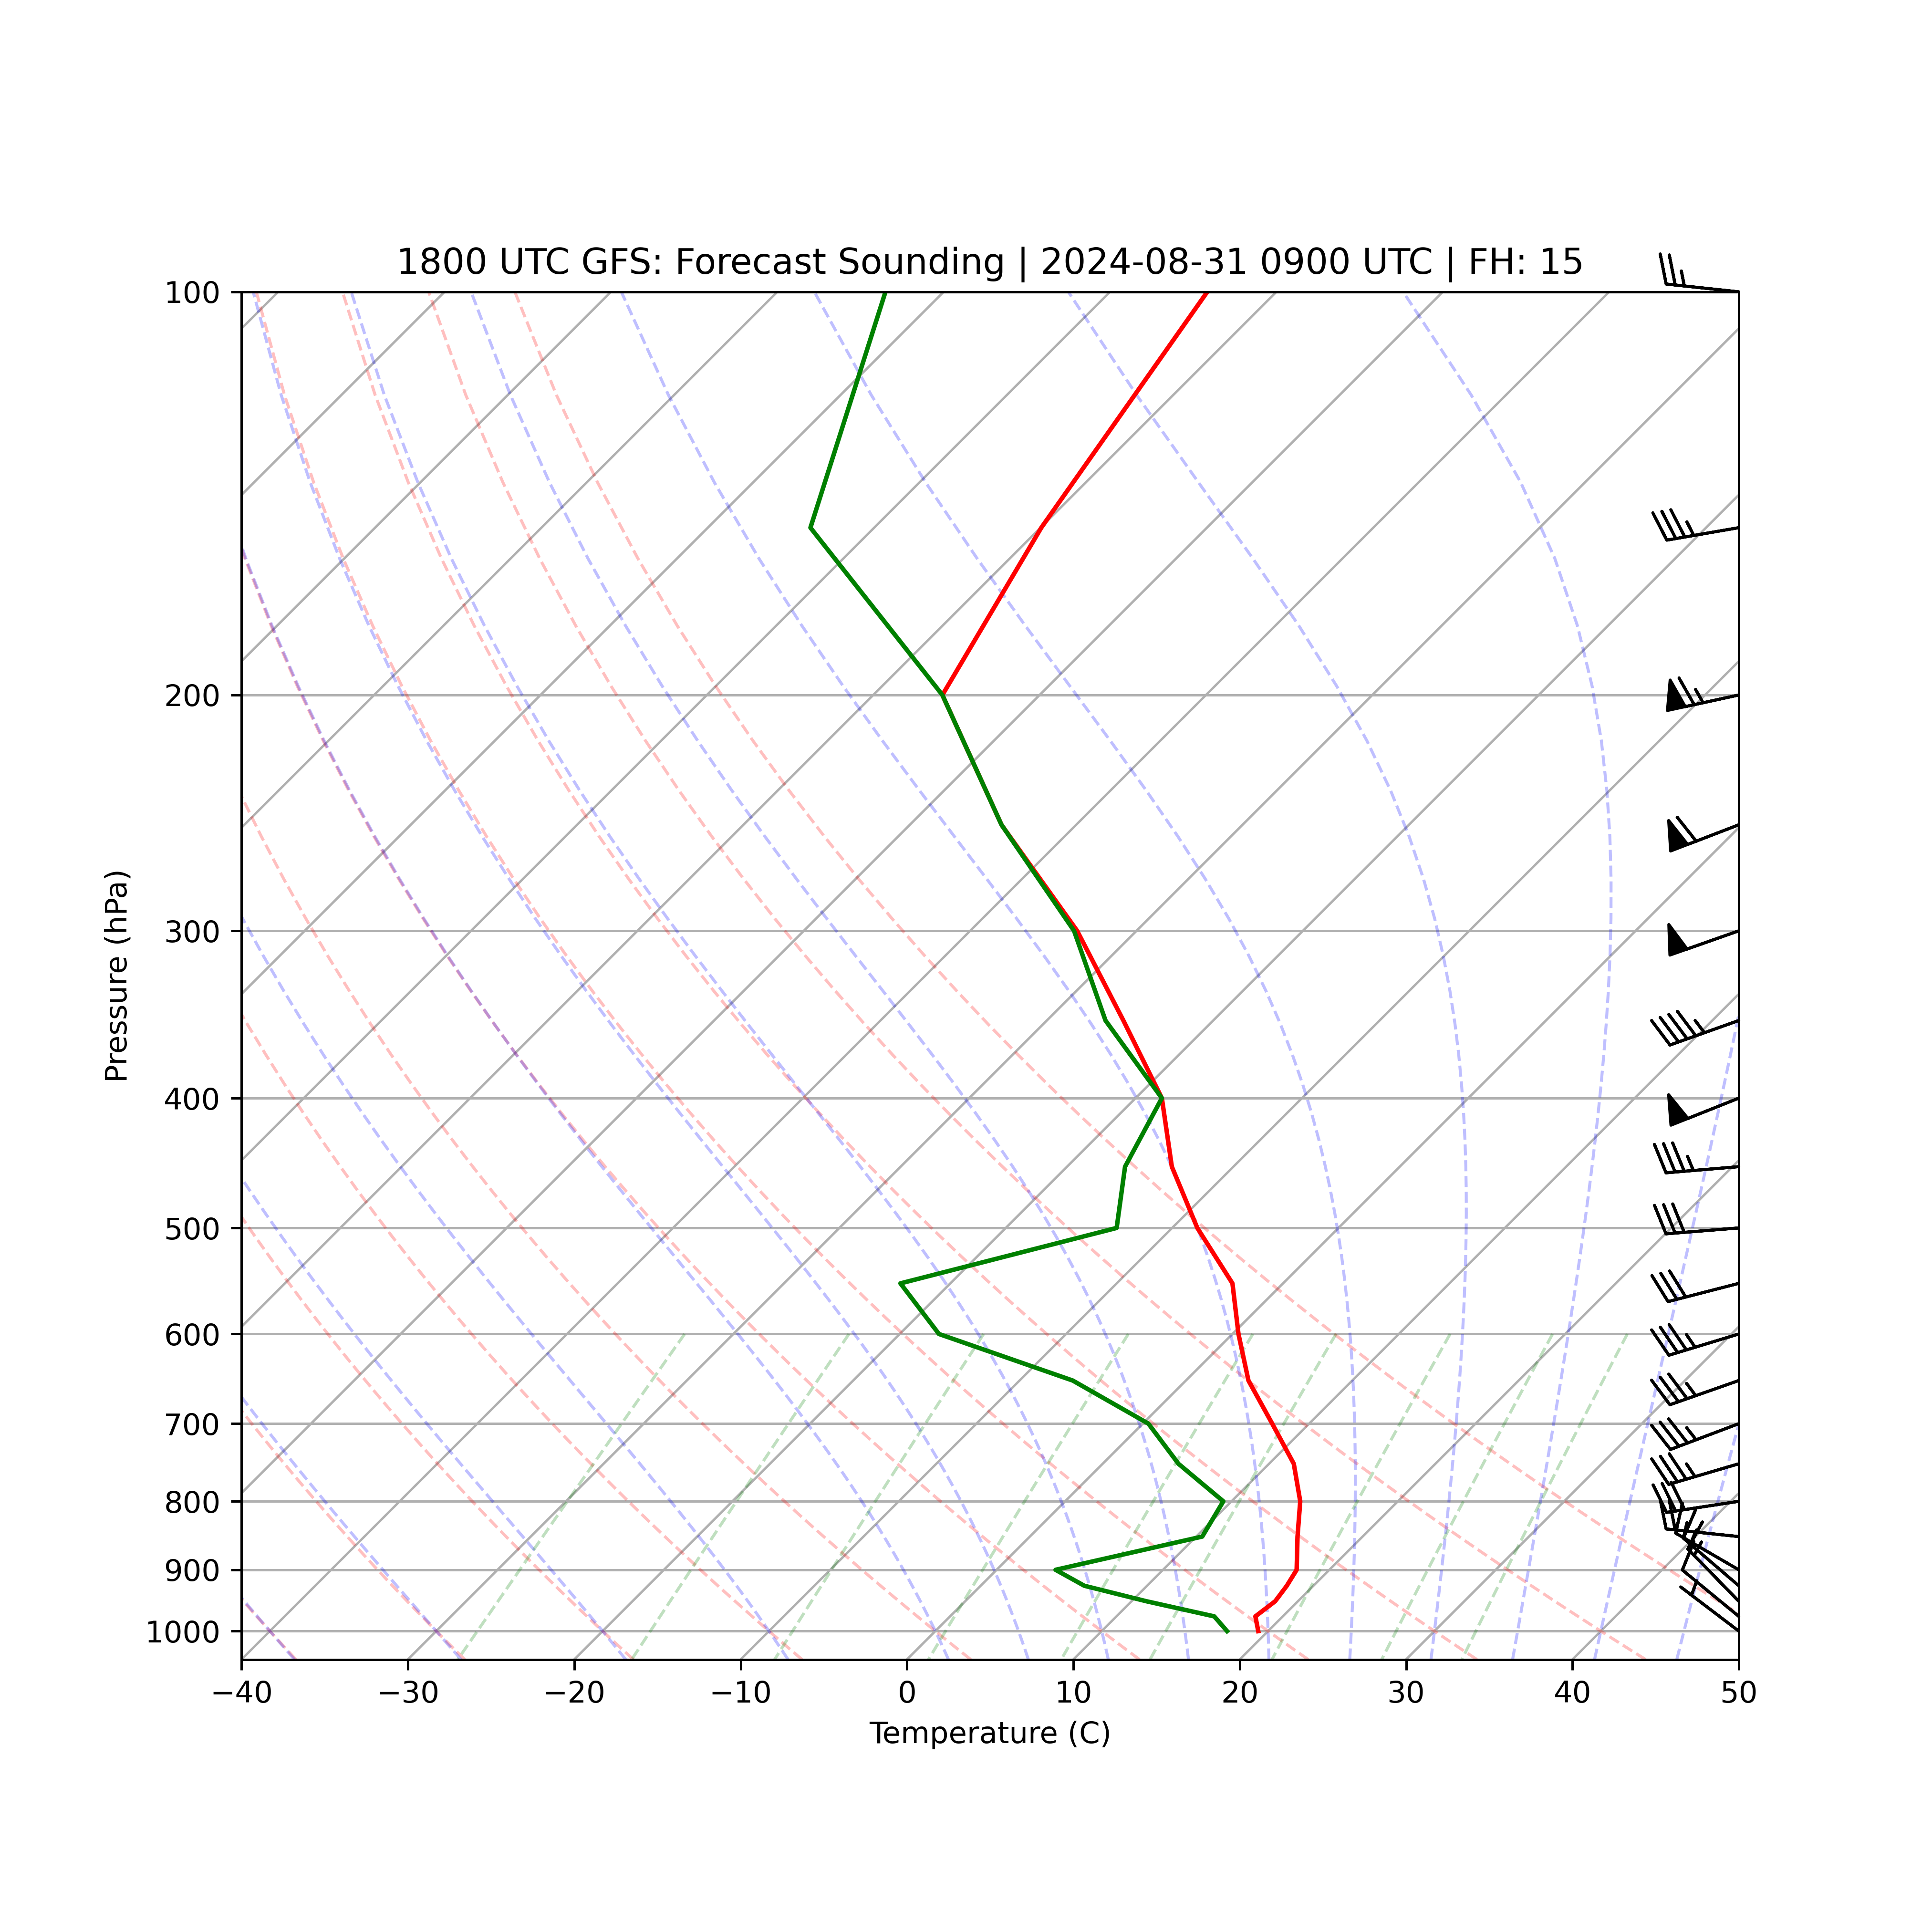 1800 UTC GFS: Forecast Sounding | 2024-08-31 0900 UTC | FH: 15
100
200
300
400
500
600
700
800
900
1000
Pressure (hPa)
−40 −30 −20 −10 0 10 20 30 40 50
Temperature (C)